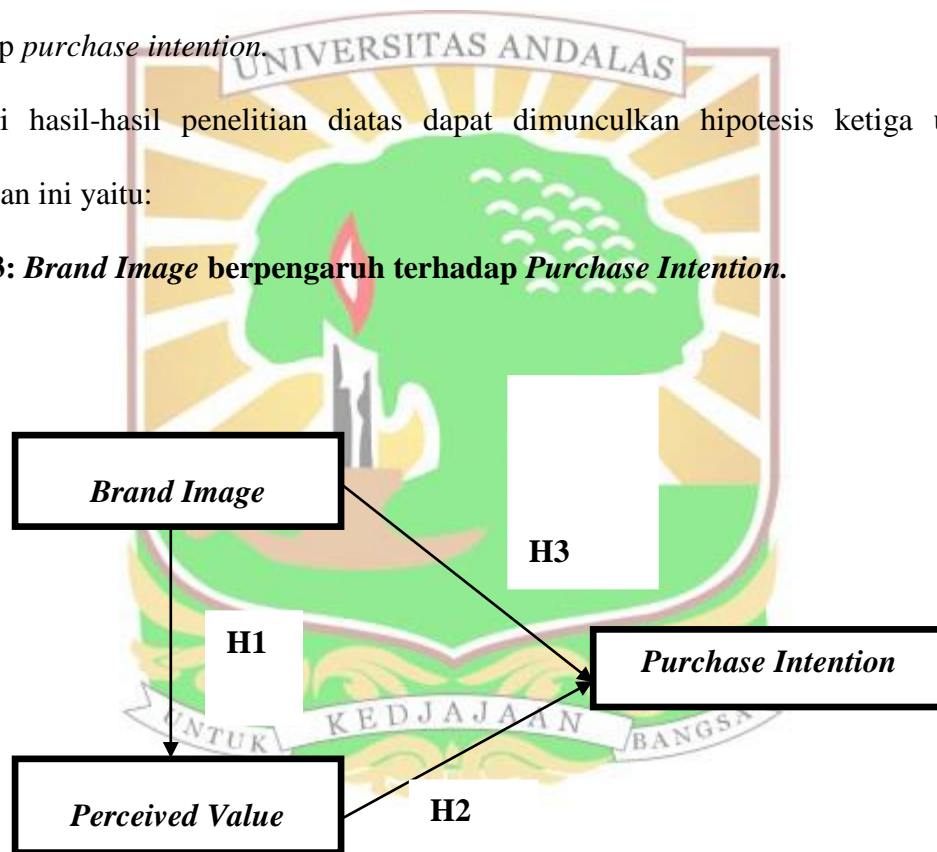 p purchase intention.
UNIVERSITAS ANDALAS
i hasil-hasil penelitian diatas dapat dimunculkan hipotesis ketiga u
an ini yaitu:
3: Brand Image berpengaruh terhadap Purchase Intention.
Brand Image
H3
H1
Purchase Intention
UNTUK KEDJAJAAN BANGSA
Perceived Value
H2